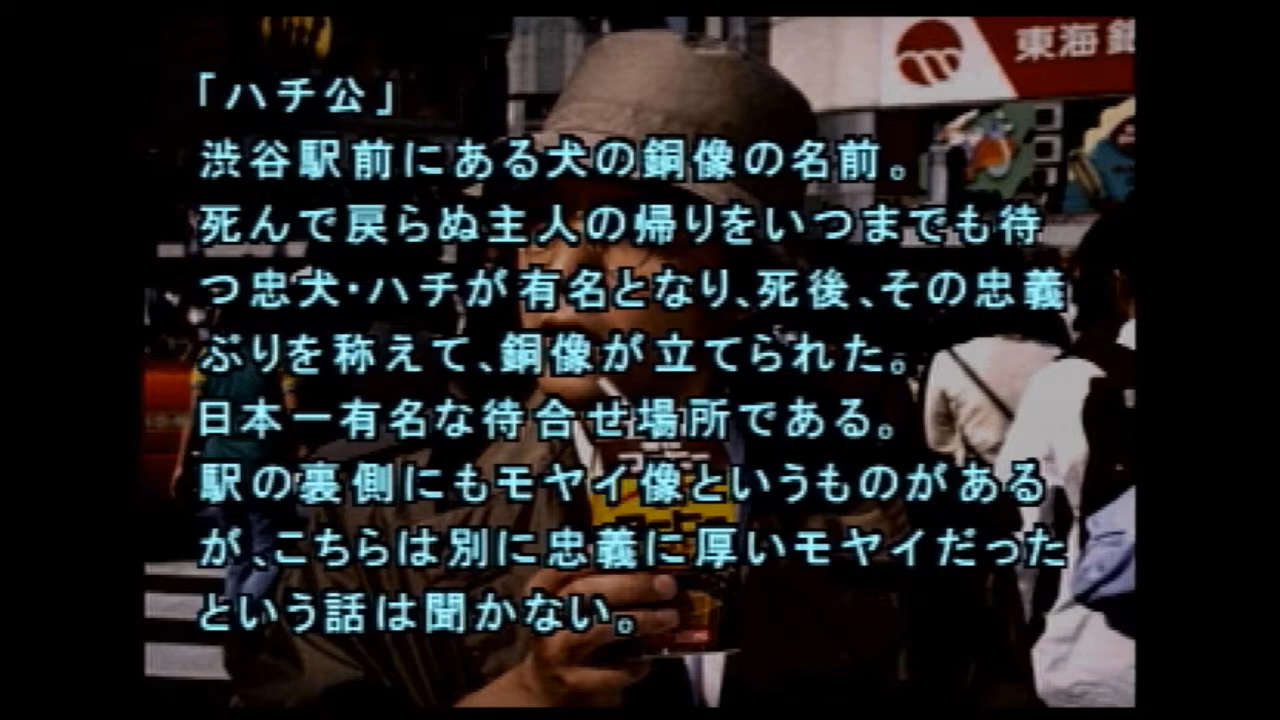 「ハチ公」
渋谷駅前にある犬の銅像の名前。
死んで戻らぬ主人の帰りをいつまでも待
つ忠犬・ハチが有名となり、死後、その忠義
ぶりを称えて、銅像が立てられた。
日本一有名な待合せ場所である。
駅の裏側にもモヤイ像というものがある
が、こちらは別に忠義に厚いモヤイだった
という話は聞かない。
東海銀